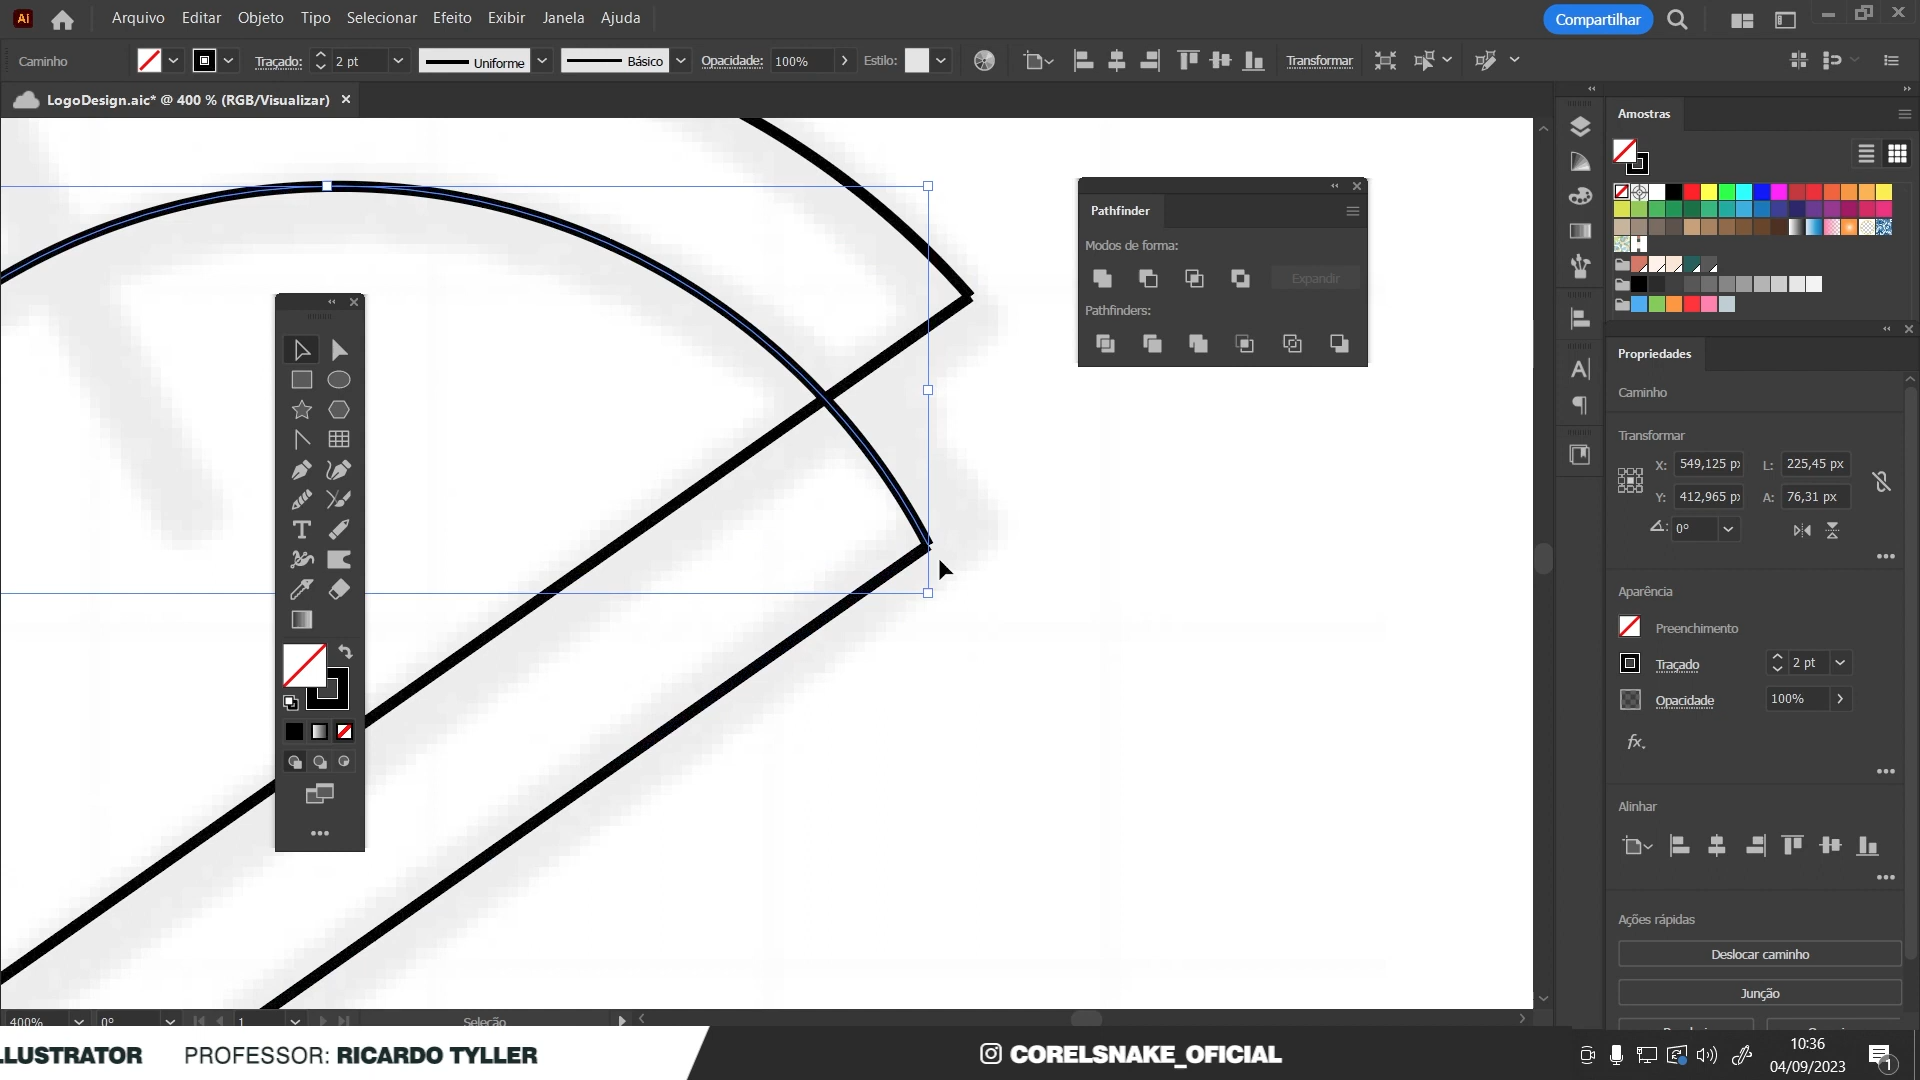 Ai
Arquivo Editar Objeto Tipo Selecionar Efeito Exibir Janela Ajuda
Compartilhar
Caminho
Traçado: 2 pt
Uniforme
Básico
Opacidade: 100%
Estilo:
Transformar
LogoDesign.aic* @ 400 % (RGB/Visualizar)
Pathfinder
Modos de forma:
Expandir
Pathfinders:
Amostras
Propriedades
Caminho
Transformar
X: 549,125 p L: 225,45 px
Y: 412,965 p A: 76,31 px
0°
Aparência
Preenchimento
Traçado 2 pt
Opacidade 100%
fx.
Alinhar
Ações rápidas
Deslocar caminho
Junção
400% 0° 1 Seleção
LLUSTRATOR PROFESSOR: RICARDO TYLLER
CORELSNAKE_OFICIAL
10:36
04/09/2023
1